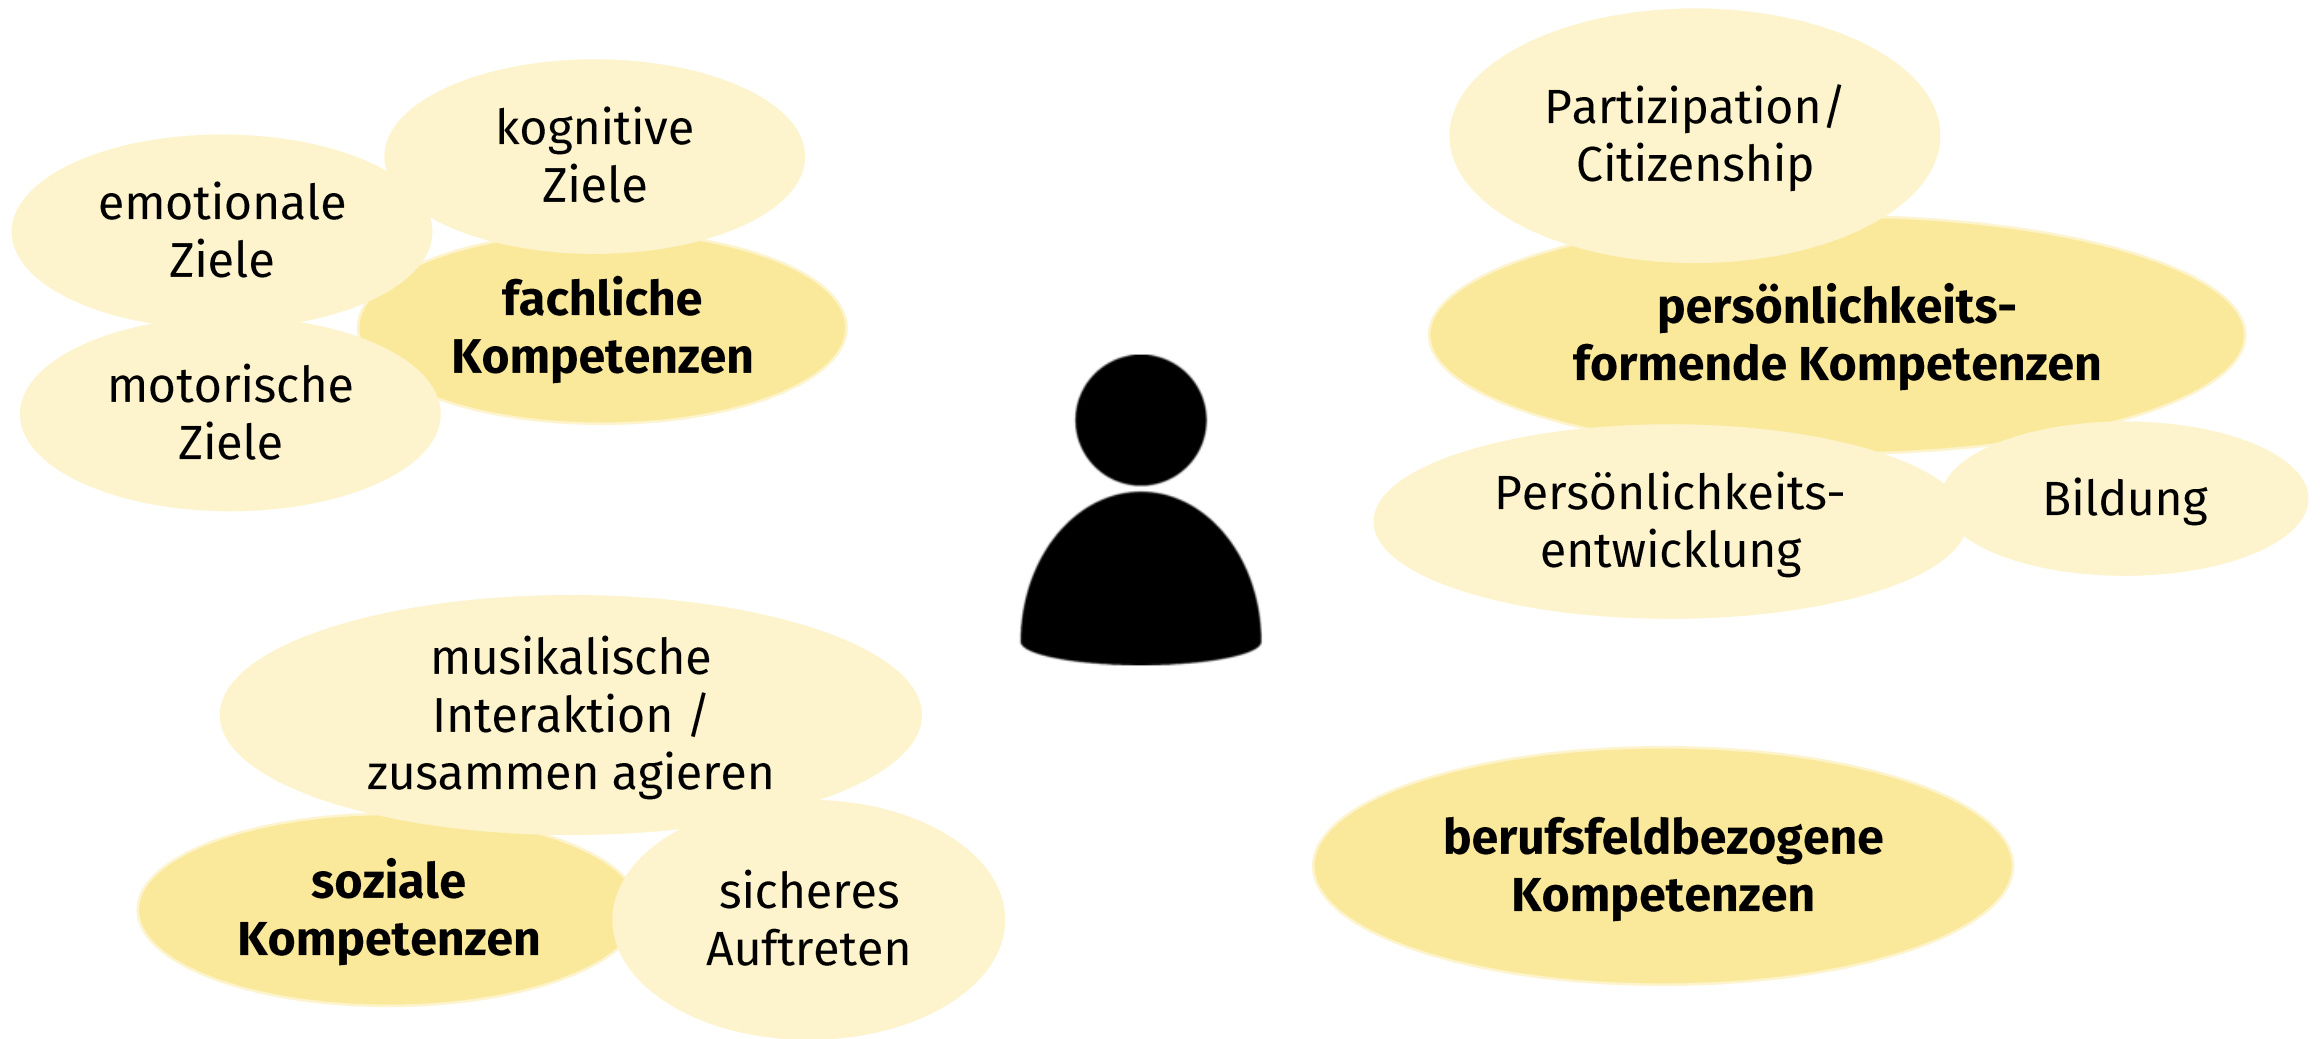 kognitive
Ziele
emotionale
Ziele
fachliche
Kompetenzen
motorische
Ziele
Partizipation/
Citizenship
persönlichkeits-
formende Kompetenzen
Persönlichkeits-
entwicklung
Bildung
musikalische
Interaktion /
zusammen agieren
soziale
Kompetenzen
sicheres
Auftreten
berufsfeldbezogene
Kompetenzen